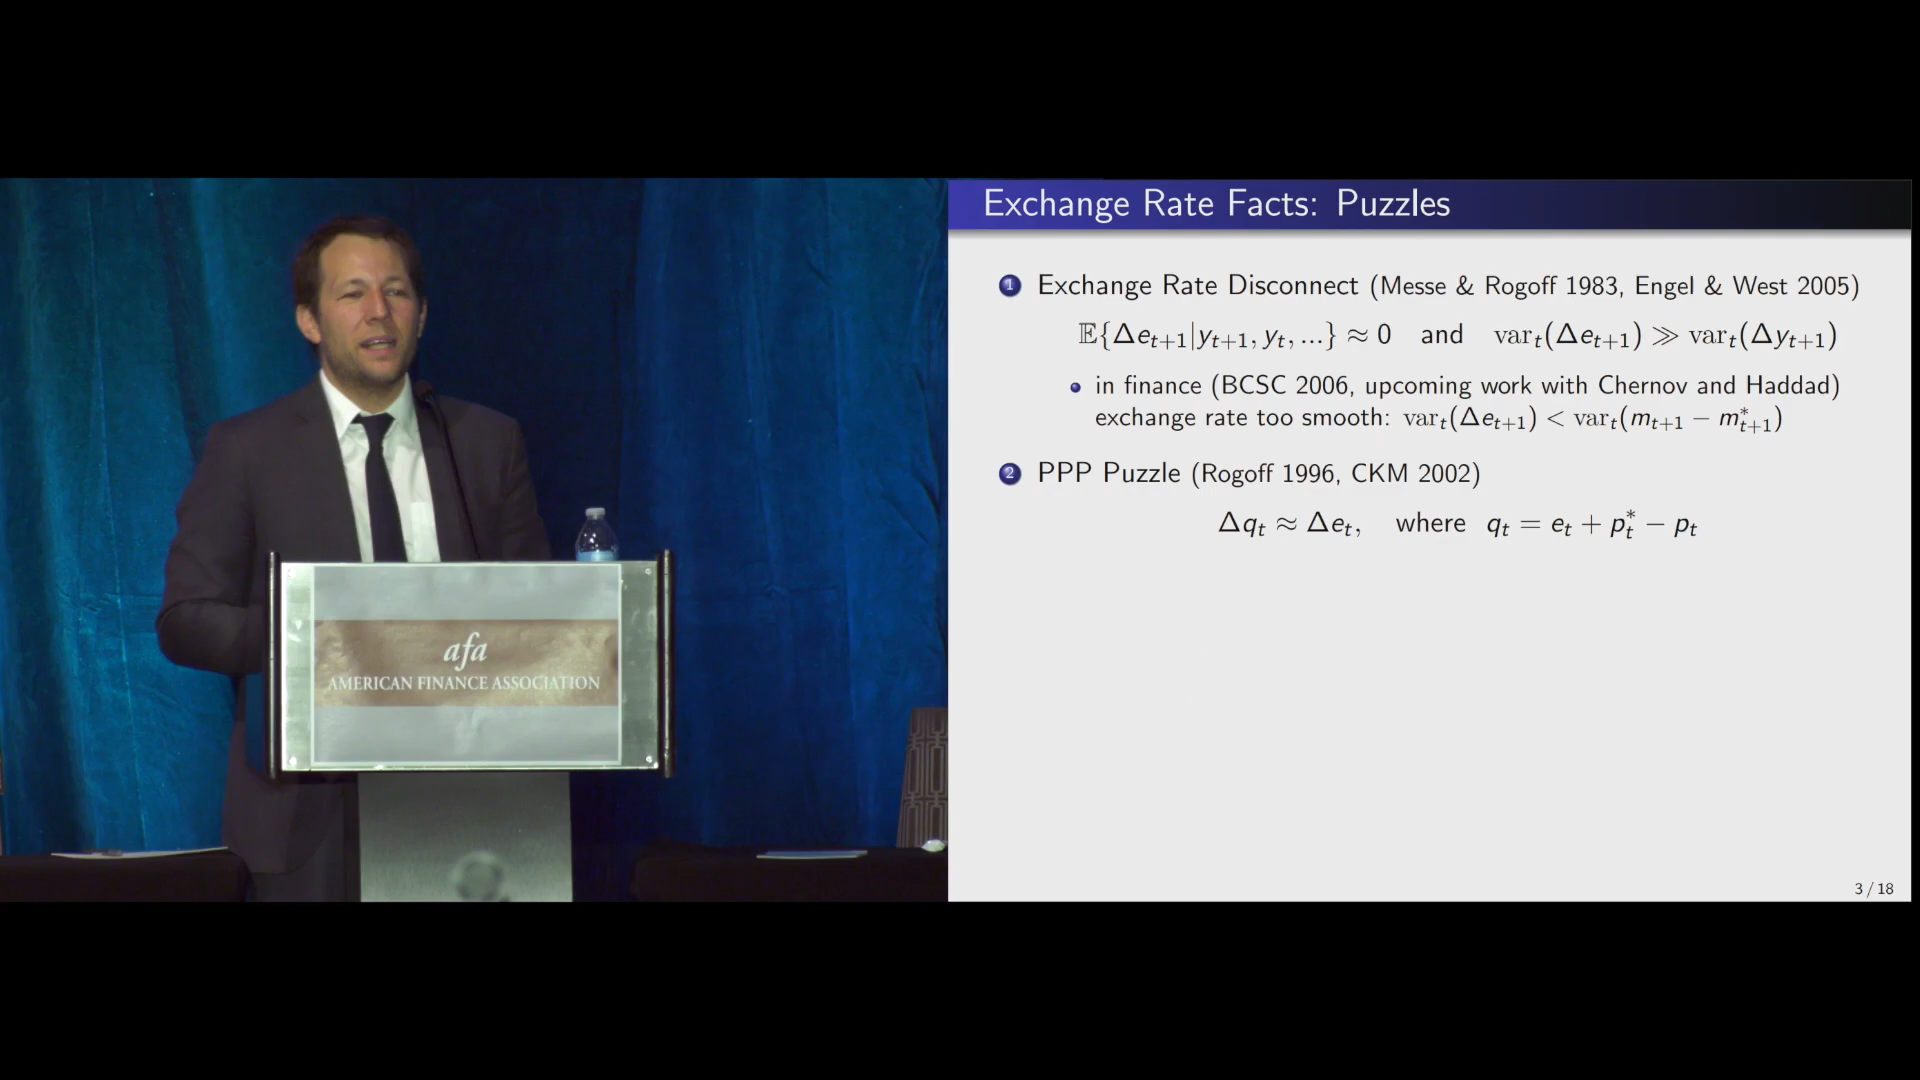 afa
AMERICAN FINANCE ASSOCIATION
Exchange Rate Facts: Puzzles
1 Exchange Rate Disconnect (Messe & Rogoff 1983, Engel & West 2005)
𝔼{Δe_{t+1}|y_{t+1}, y_t, ...} ≈ 0 and var_t(Δe_{t+1}) ≫ var_t(Δy_{t+1})
• in finance (BCSC 2006, upcoming work with Chernov and Haddad)
exchange rate too smooth: var_t(Δe_{t+1}) < var_t(m_{t+1} − m*_{t+1})
2 PPP Puzzle (Rogoff 1996, CKM 2002)
Δq_t ≈ Δe_t, where q_t = e_t + p*_t − p_t
3 / 18